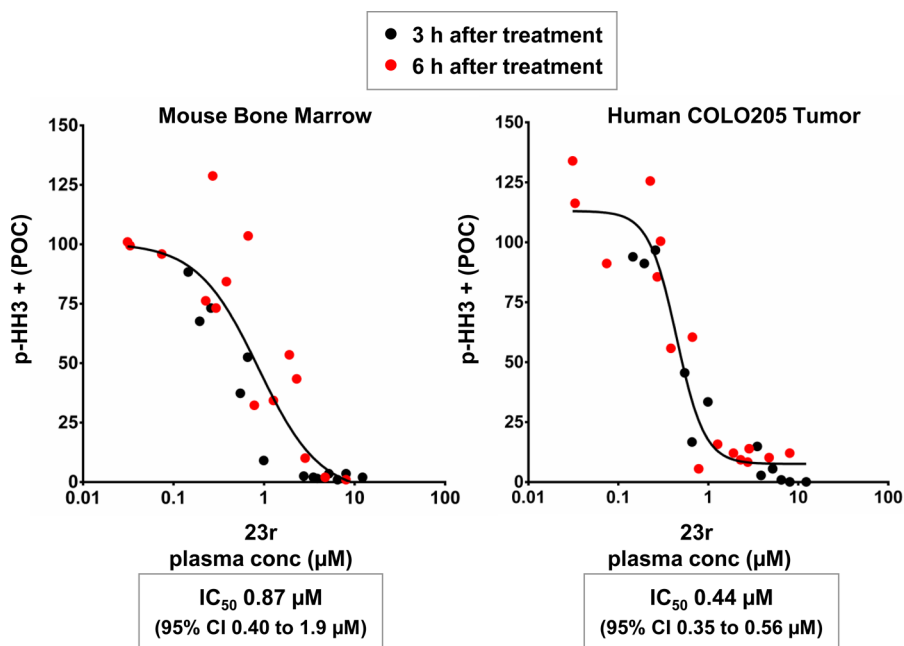 3 h after treatment
6 h after treatment
Mouse Bone Marrow
150
125
100
75
50
25
0
p-HH3 + (POC)
0.01
0.1
1
10
100
23r
plasma conc (µM)
IC₅₀ 0.87 µM
(95% CI 0.40 to 1.9 µM)
Human COLO205 Tumor
150
125
100
75
50
25
0
p-HH3 + (POC)
0.01
0.1
1
10
100
23r
plasma conc (µM)
IC₅₀ 0.44 µM
(95% CI 0.35 to 0.56 µM)